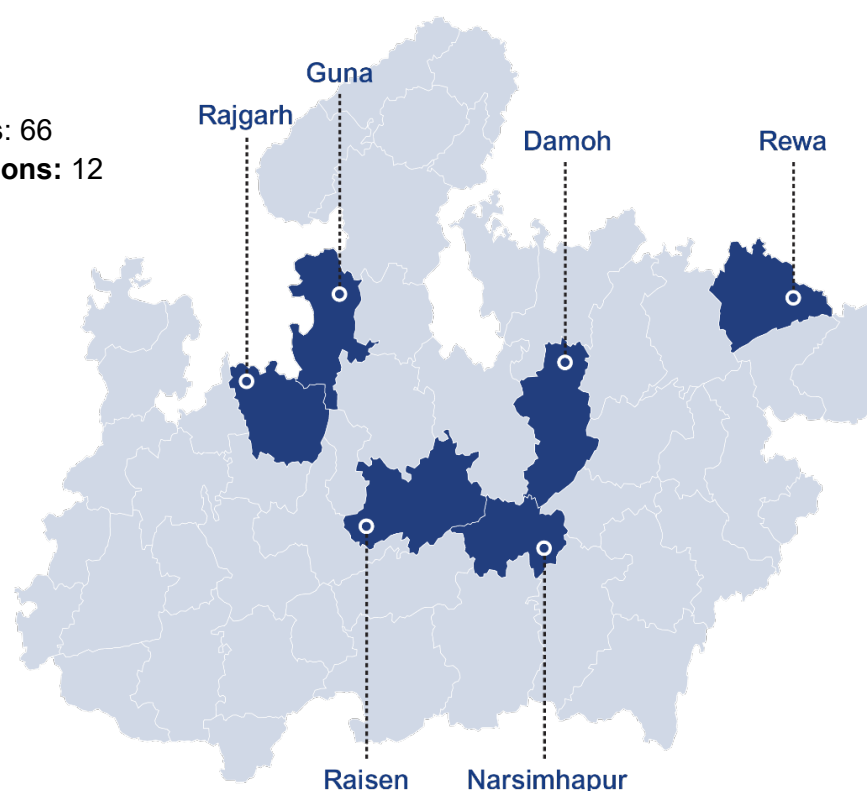 Guna
Rajgarh
s: 66
ons: 12
Damoh
Rewa
Raisen
Narsimhapur